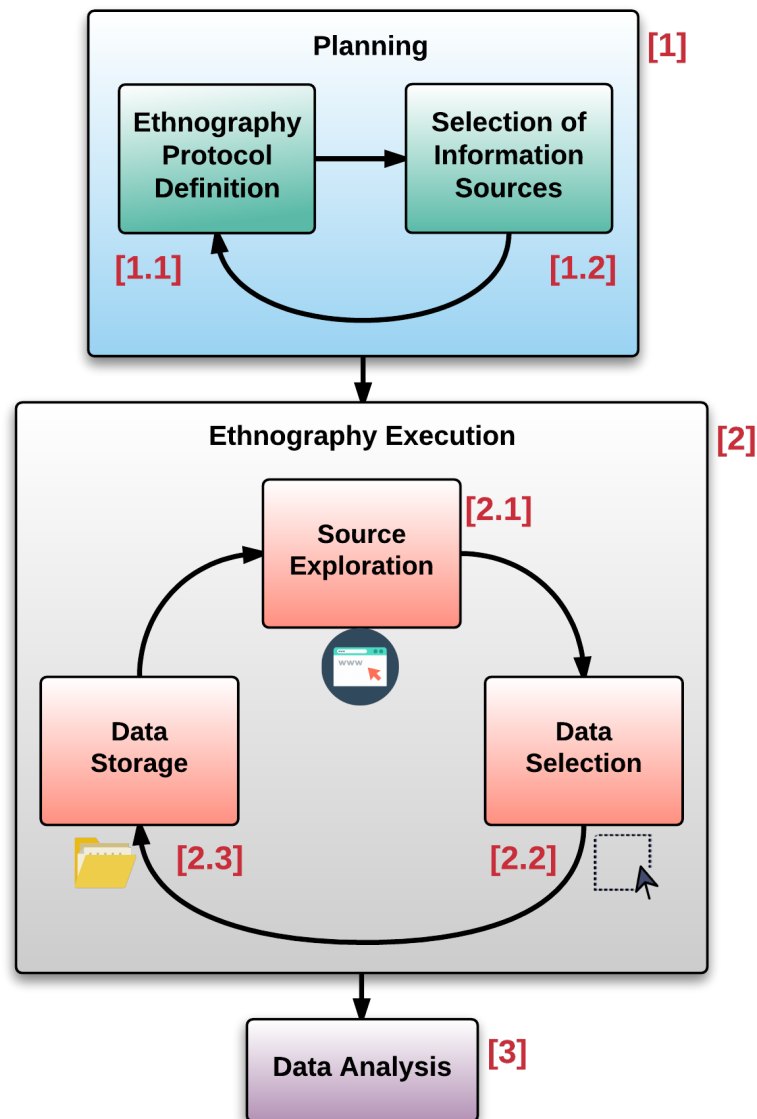 Planning
[1]
Ethnography
Protocol
Definition
Selection of
Information
Sources
[1.1]
[1.2]
Ethnography Execution
[2]
Source
Exploration
[2.1]
www
Data
Storage
Data
Selection
[2.3]
[2.2]
Data Analysis
[3]